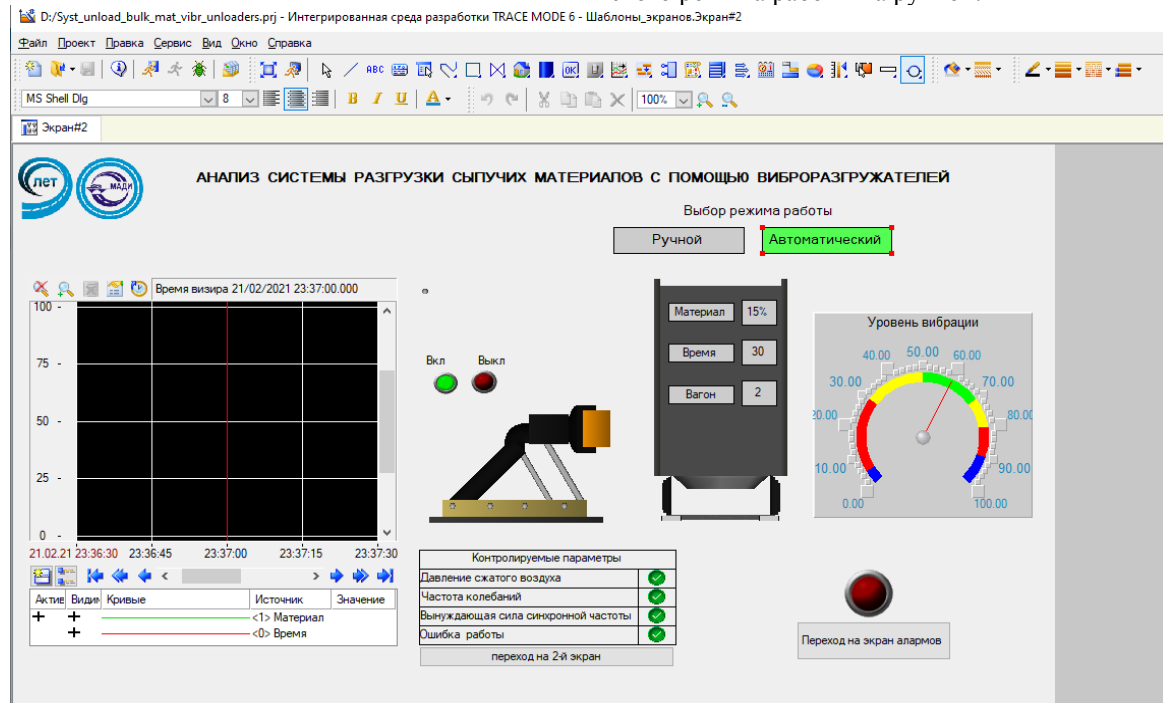 D:/Syst_unload_bulk_mat_vibr_unloaders.prj - Интегрированная среда разработки TRACE MODE 6 - Шаблоны_экранов.Экран#2
Файл Проект Правка Сервис Вид Окно Справка
ABC
OK
MS Shell Dlg 8 B I U A 100%
Экран#2
лет МАДИ
АНАЛИЗ СИСТЕМЫ РАЗГРУЗКИ СЫПУЧИХ МАТЕРИАЛОВ С ПОМОЩЬЮ ВИБРОРАЗГРУЖАТЕЛЕЙ
Выбор режима работы
Ручной Автоматический
Время визира 21/02/2021 23:37:00.000
100
75
50
25
0
21.02.21 23:36:30 23:36:45 23:37:00 23:37:15 23:37:30
Актив Видим Кривые Источник Значение
<1> Материал
<0> Время
Вкл Выкл
Материал 15%
Время 30
Вагон 2
Уровень вибрации
0.00 10.00 20.00 30.00 40.00 50.00 60.00 70.00 80.00 90.00 100.00
Контролируемые параметры
Давление сжатого воздуха
Частота колебаний
Вынуждающая сила синхронной частоты
Ошибка работы
переход на 2-й экран
Переход на экран алармов